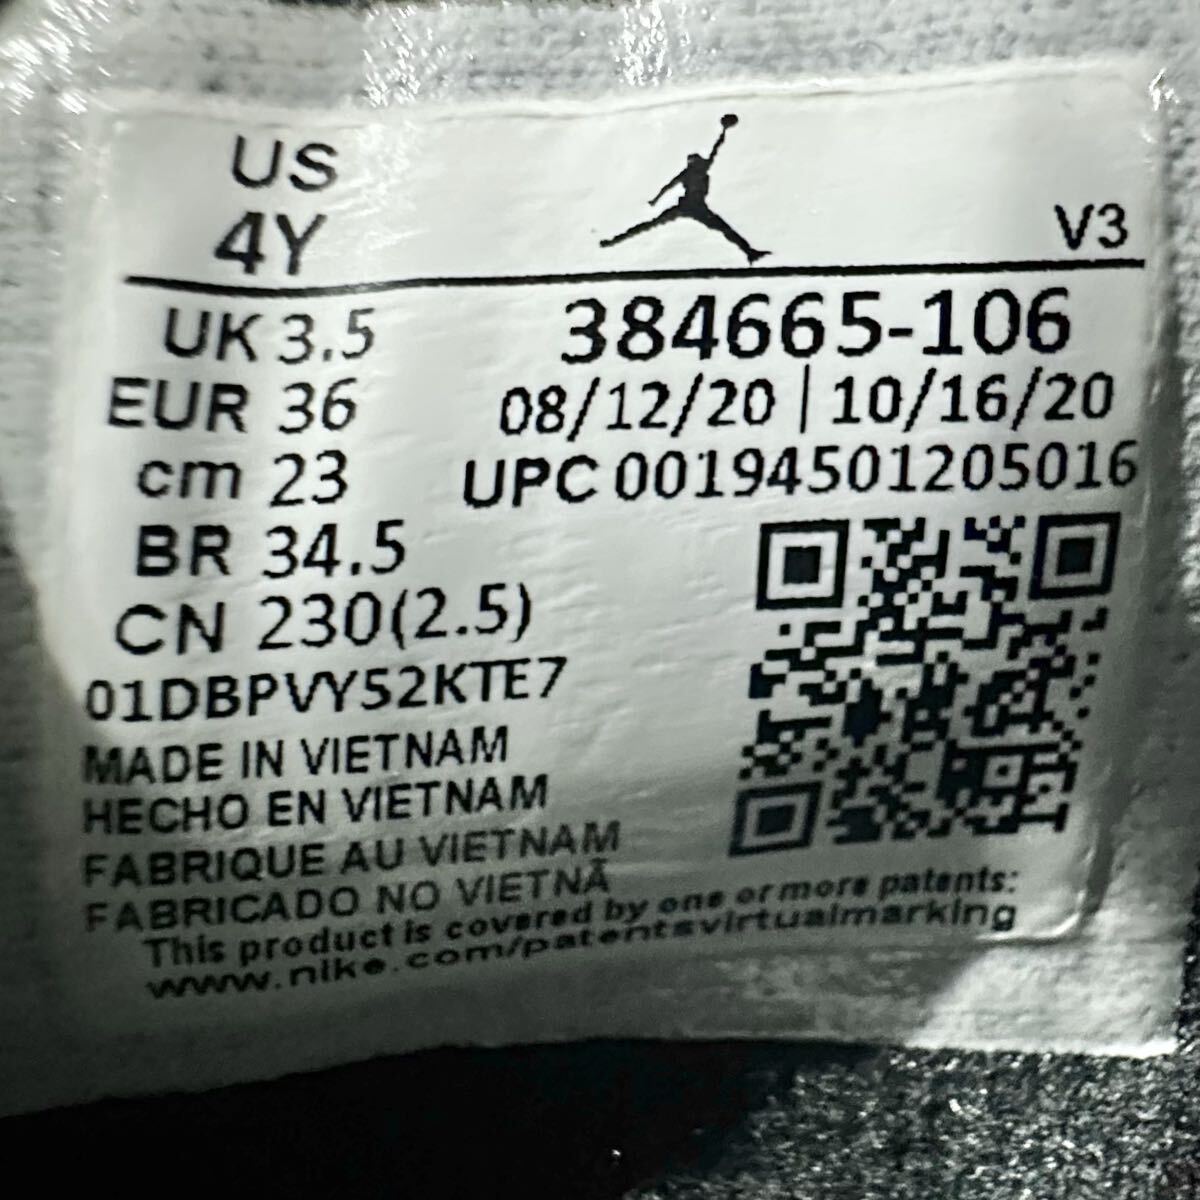 US
4Y
V3
UK 3.5
384665-106
EUR 36
08/12/20 | 10/16/20
cm 23
UPC 00194501205016
BR 34.5
CN 230(2.5)
01DBPVY52KTE7
MADE IN VIETNAM
HECHO EN VIETNAM
FABRIQUE AU VIETNAM
FABRICADO NO VIETNÃ
This product is covered by one or more patents:
www.nike.com/patentsvirtualmarking